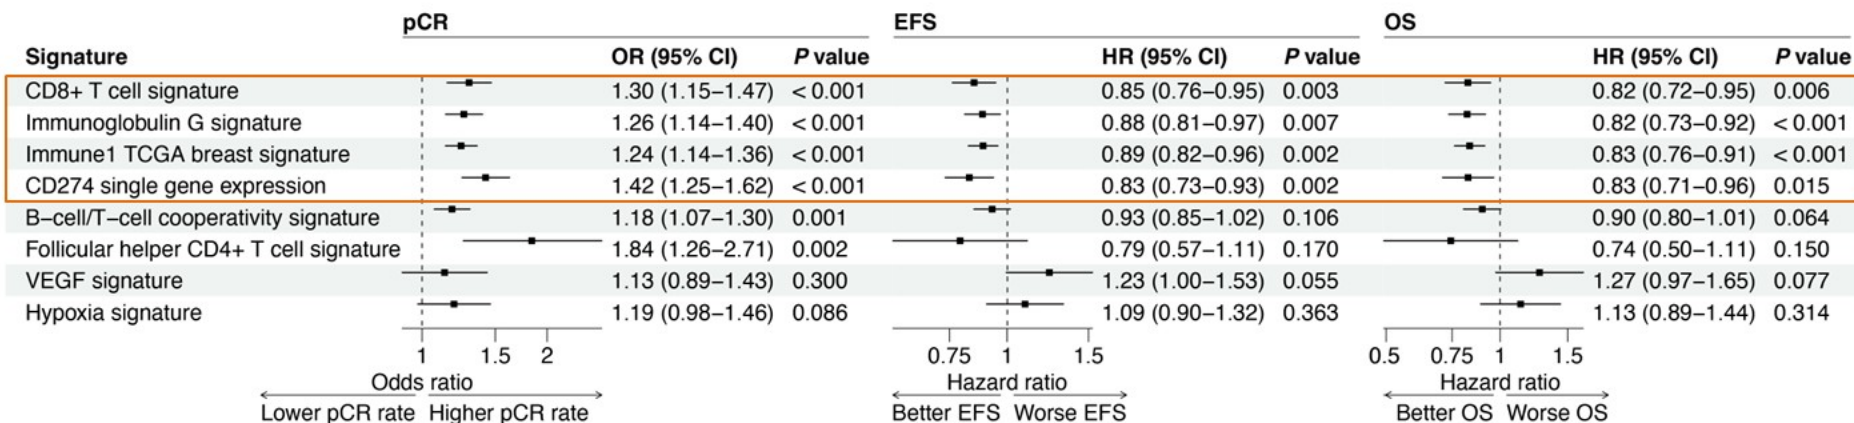 pCR EFS OS
Signature OR (95% CI) P value HR (95% CI) P value HR (95% CI) P value
CD8+ T cell signature 1.30 (1.15–1.47) < 0.001 0.85 (0.76–0.95) 0.003 0.82 (0.72–0.95) 0.006
Immunoglobulin G signature 1.26 (1.14–1.40) < 0.001 0.88 (0.81–0.97) 0.007 0.82 (0.73–0.92) < 0.001
Immune1 TCGA breast signature 1.24 (1.14–1.36) < 0.001 0.89 (0.82–0.96) 0.002 0.83 (0.76–0.91) < 0.001
CD274 single gene expression 1.42 (1.25–1.62) < 0.001 0.83 (0.73–0.93) 0.002 0.83 (0.71–0.96) 0.015
B–cell/T–cell cooperativity signature 1.18 (1.07–1.30) 0.001 0.93 (0.85–1.02) 0.106 0.90 (0.80–1.01) 0.064
Follicular helper CD4+ T cell signature 1.84 (1.26–2.71) 0.002 0.79 (0.57–1.11) 0.170 0.74 (0.50–1.11) 0.150
VEGF signature 1.13 (0.89–1.43) 0.300 1.23 (1.00–1.53) 0.055 1.27 (0.97–1.65) 0.077
Hypoxia signature 1.19 (0.98–1.46) 0.086 1.09 (0.90–1.32) 0.363 1.13 (0.89–1.44) 0.314
1 1.5 2 0.75 1 1.5 0.5 0.75 1 1.5
Odds ratio Hazard ratio Hazard ratio
Lower pCR rate Higher pCR rate Better EFS Worse EFS Better OS Worse OS